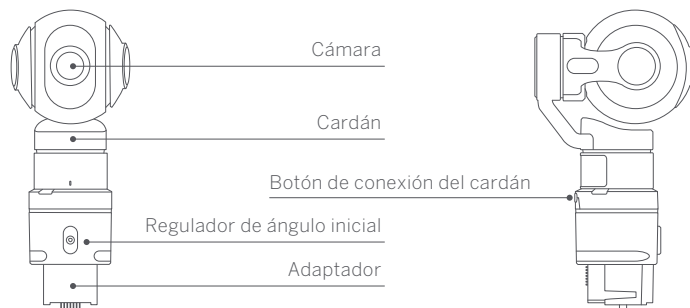 Cámara
Cardán
Botón de conexión del cardán
Regulador de ángulo inicial
Adaptador